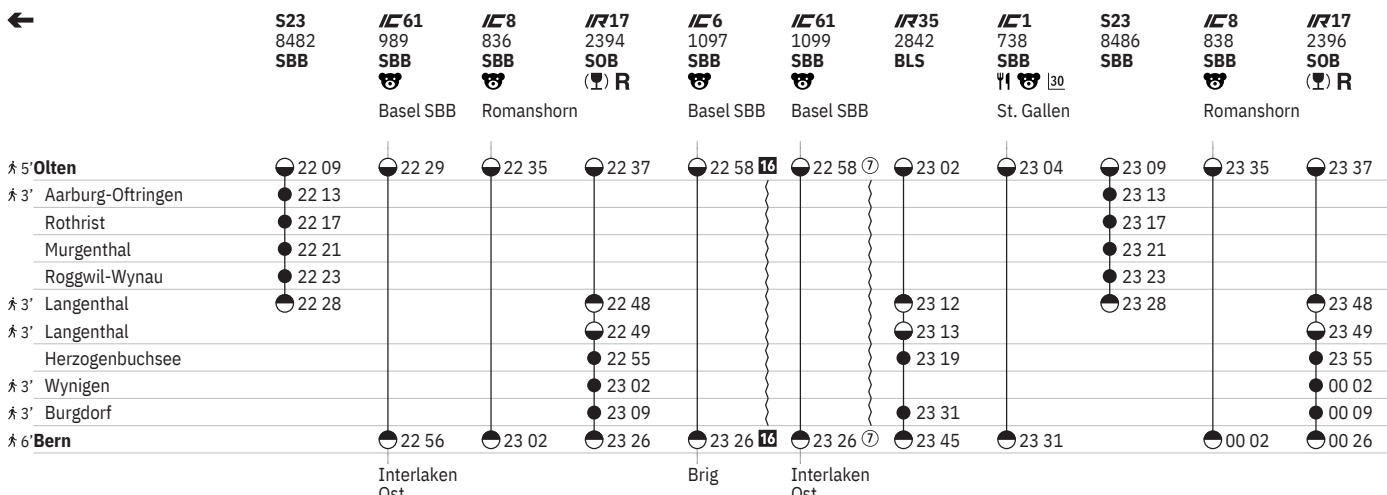 S23 IC61 IC8 IR17 IC6 IC61 IR35 IC1 S23 IC8 IR17
8482 989 836 2394 1097 1099 2842 738 8486 838 2396
SBB SBB SBB SOB SBB SBB BLS SBB SBB SBB SOB
( ) R 30 ( ) R
Basel SBB Romanshorn Basel SBB Basel SBB St. Gallen Romanshorn
5’ Olten 22 09 22 29 22 35 22 37 22 58 16 22 58 7 23 02 23 04 23 09 23 35 23 37
3’ Aarburg-Oftringen 22 13 23 13
Rothrist 22 17 23 17
Murgenthal 22 21 23 21
Roggwil-Wynau 22 23 23 23
3’ Langenthal 22 28 22 48 23 12 23 28 23 48
3’ Langenthal 22 49 23 13 23 49
Herzogenbuchsee 22 55 23 19 23 55
3’ Wynigen 23 02 00 02
3’ Burgdorf 23 09 23 31 00 09
6’ Bern 22 56 23 02 23 26 23 26 16 23 26 7 23 45 23 31 00 02 00 26
Interlaken Brig Interlaken
Ost Ost